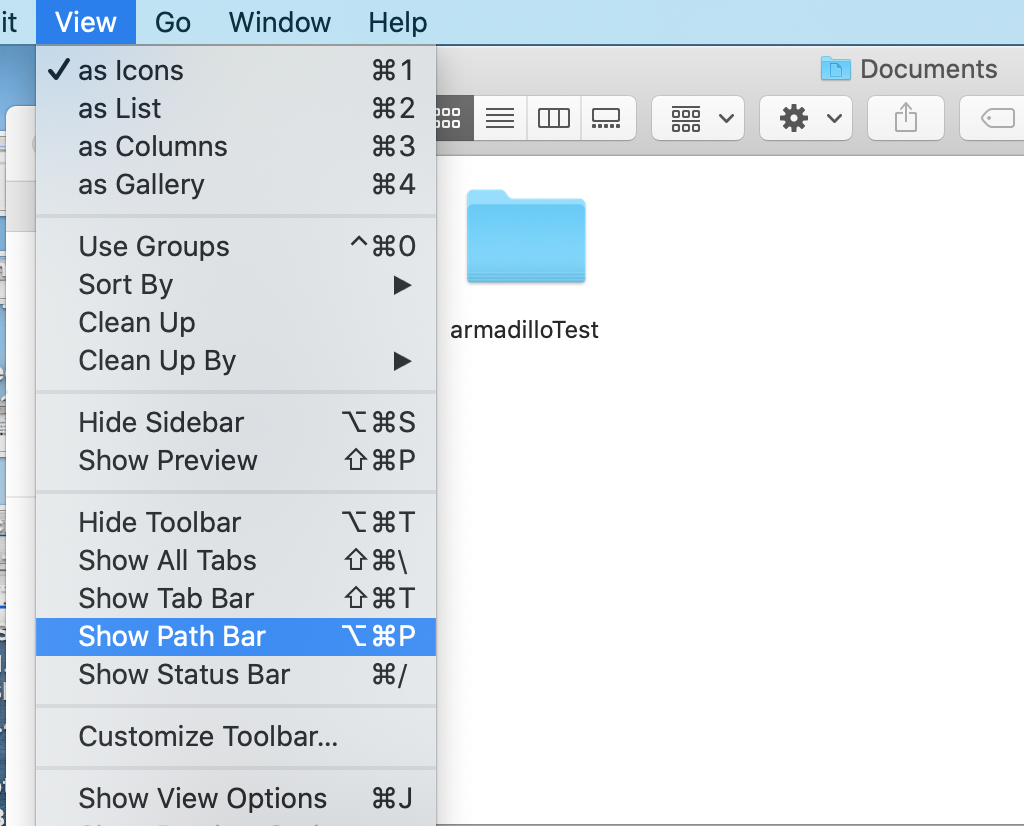 it View Go Window Help
✓ as Icons ⌘1
as List ⌘2
as Columns ⌘3
as Gallery ⌘4
Use Groups ^⌘0
Sort By ▶
Clean Up
Clean Up By ▶
Hide Sidebar ⌥⌘S
Show Preview ⇧⌘P
Hide Toolbar ⌥⌘T
Show All Tabs ⇧⌘\
Show Tab Bar ⇧⌘T
Show Path Bar ⌥⌘P
Show Status Bar ⌘/
Customize Toolbar...
Show View Options ⌘J
Documents
armadilloTest